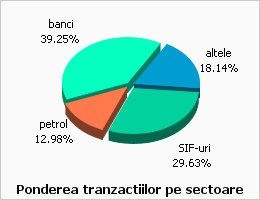 banci
39.25%
altele
18.14%
petrol
12.98%
SIF-uri
29.63%
Ponderea tranzactiilor pe sectoare